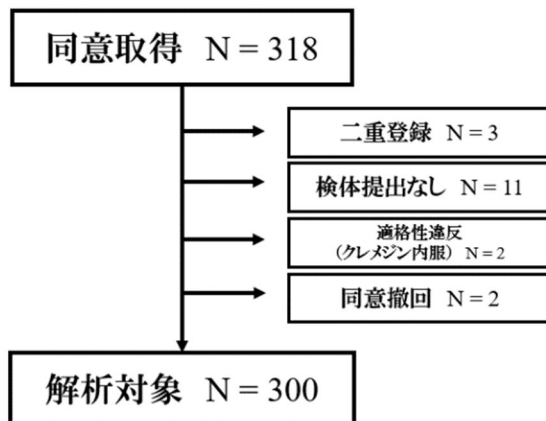 同意取得 N = 318
二重登録 N = 3
検体提出なし N = 11
適格性違反
（クレメジン内服） N = 2
同意撤回 N = 2
解析対象 N = 300